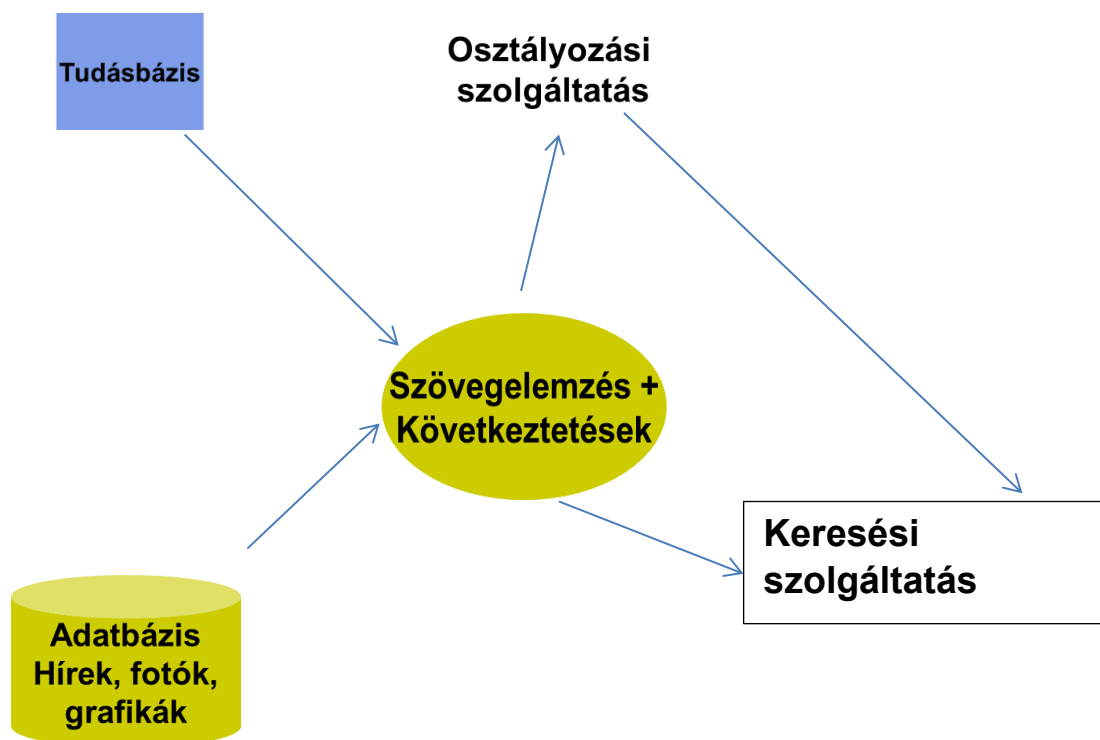 Tudásbázis
Osztályozási
szolgáltatás
Szövegelemzés +
Következtetések
Keresési
szolgáltatás
Adatbázis
Hírek, fotók,
grafikák